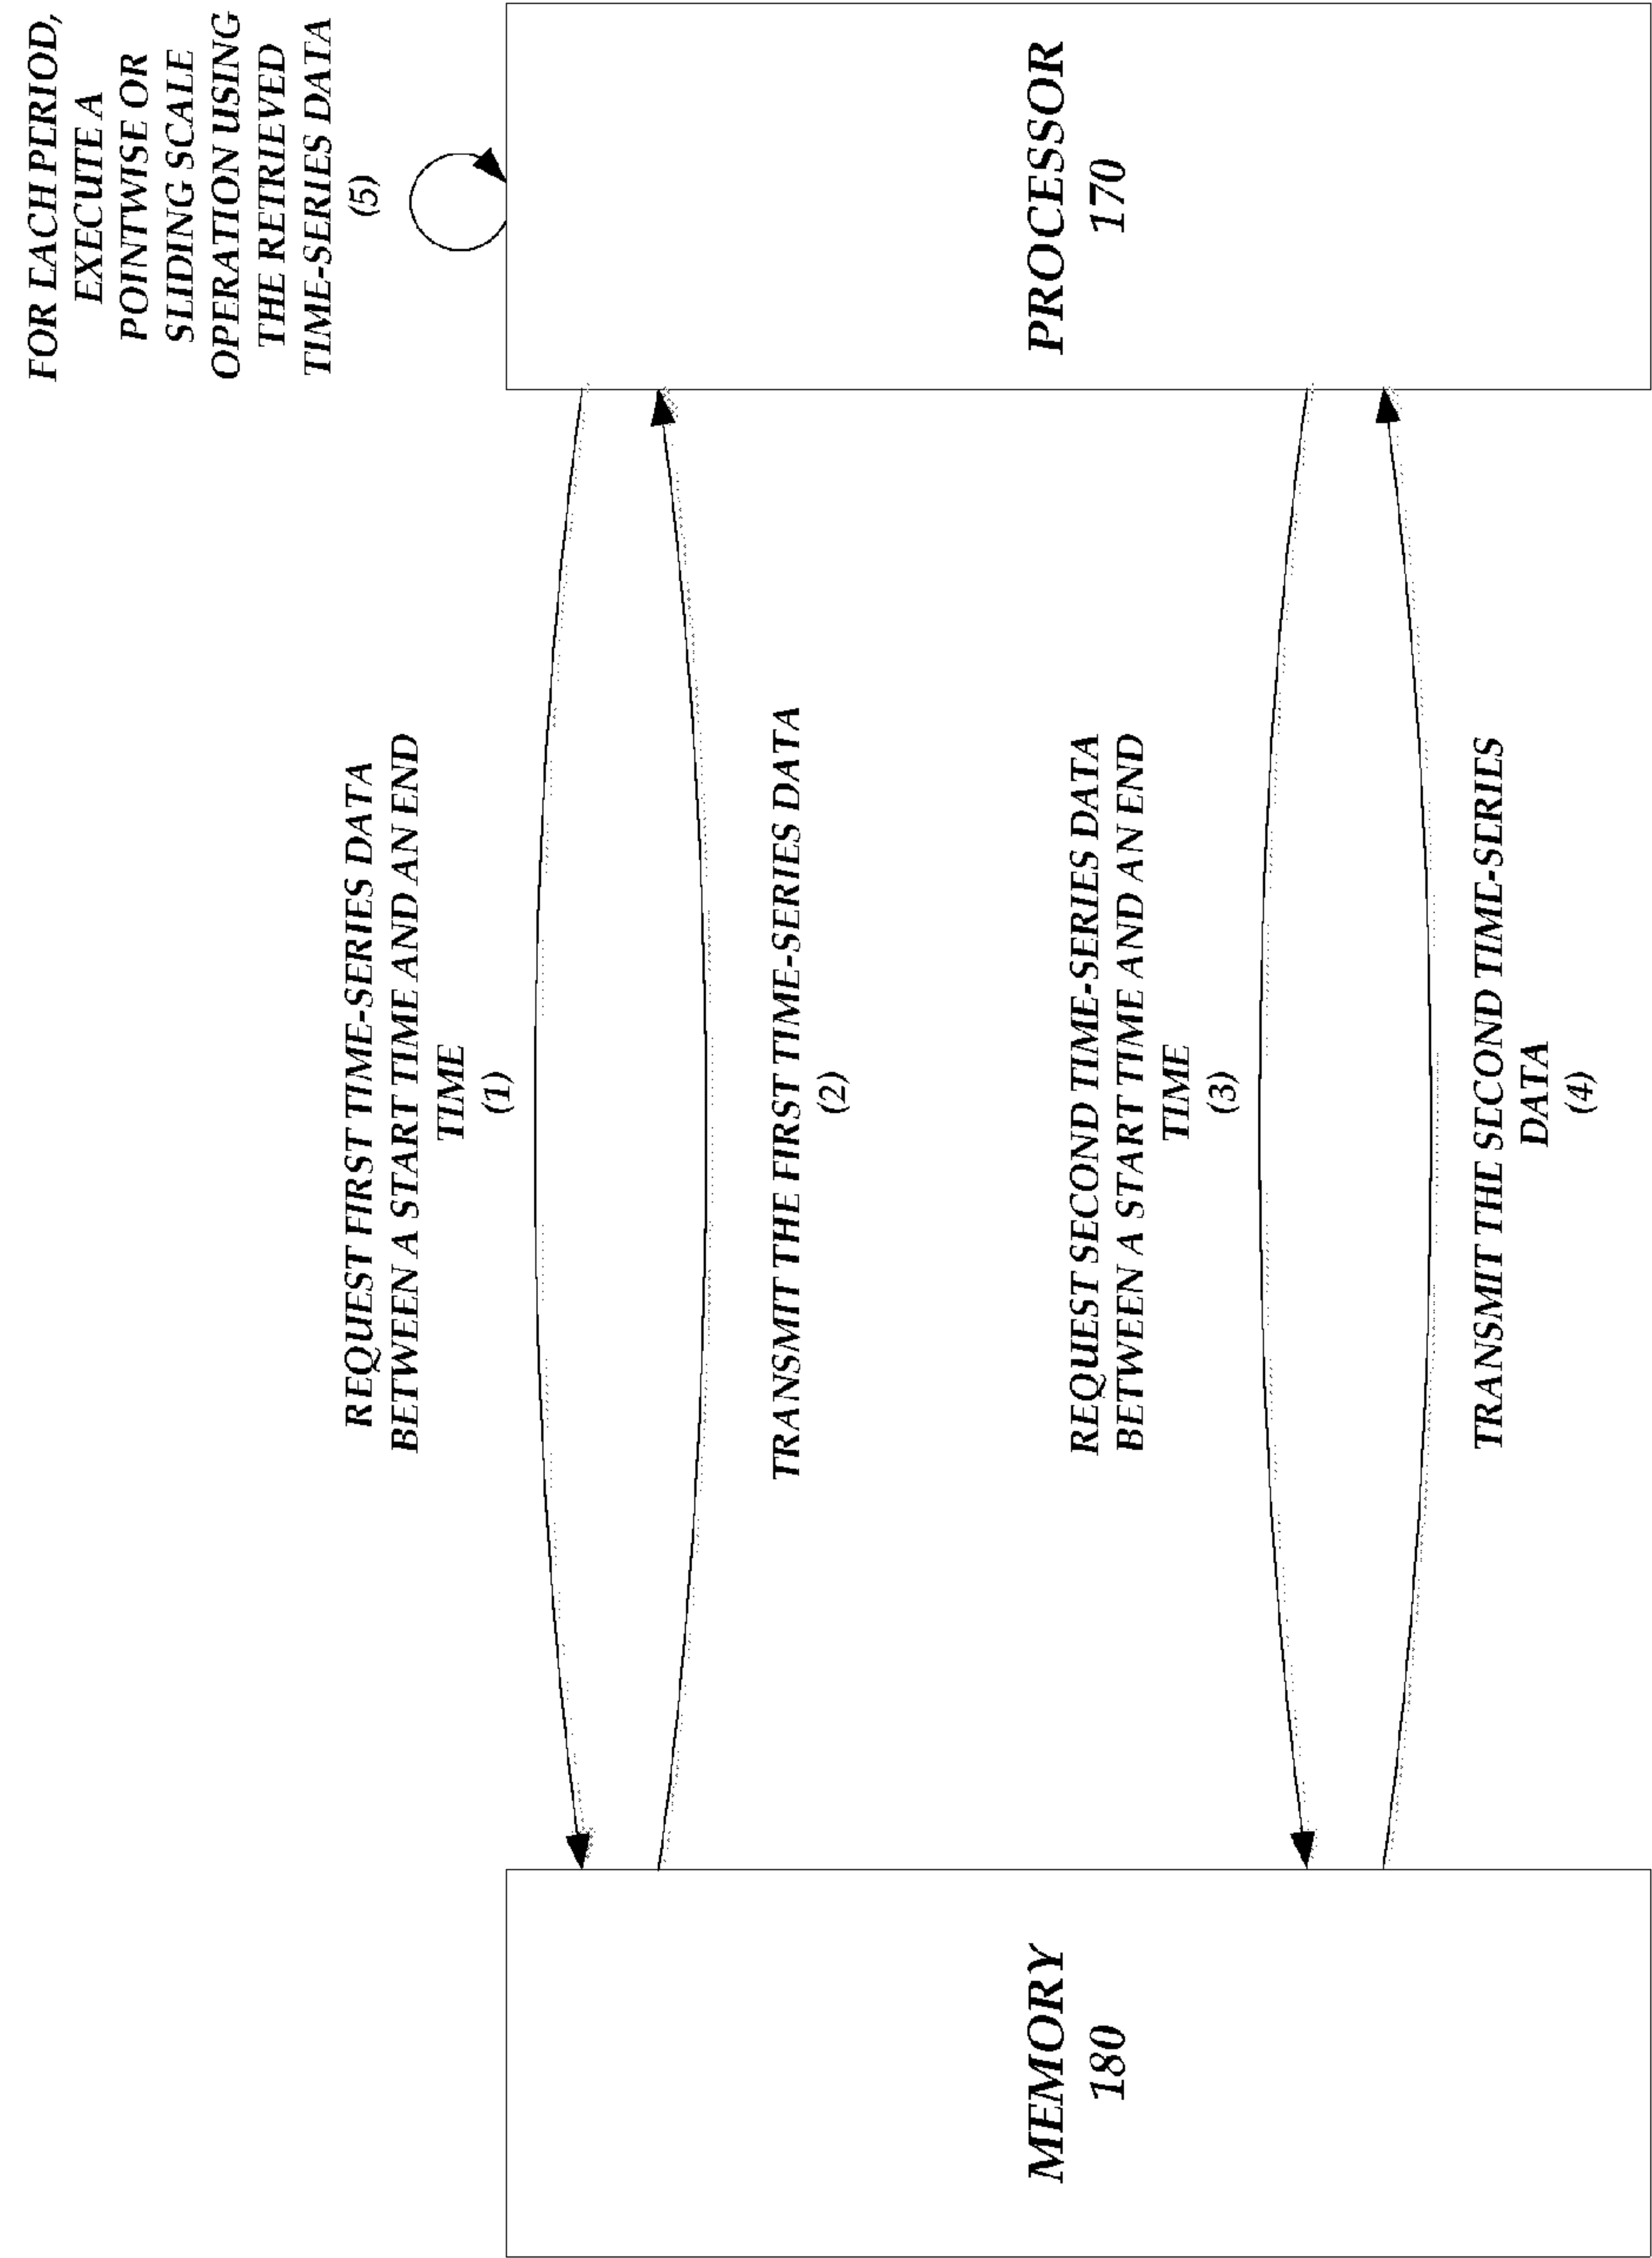 FOR EACH PERIOD,
EXECUTE A
POINTWISE OR
SLIDING SCALE
OPERATION USING
THE RETRIEVED
TIME-SERIES DATA
(5)
REQUEST FIRST TIME-SERIES DATA
BETWEEN A START TIME AND AN END
TIME
(1)
TRANSMIT THE FIRST TIME-SERIES DATA
(2)
MEMORY
180
PROCESSOR
170
REQUEST SECOND TIME-SERIES DATA
BETWEEN A START TIME AND AN END
TIME
(3)
TRANSMIT THE SECOND TIME-SERIES
DATA
(4)